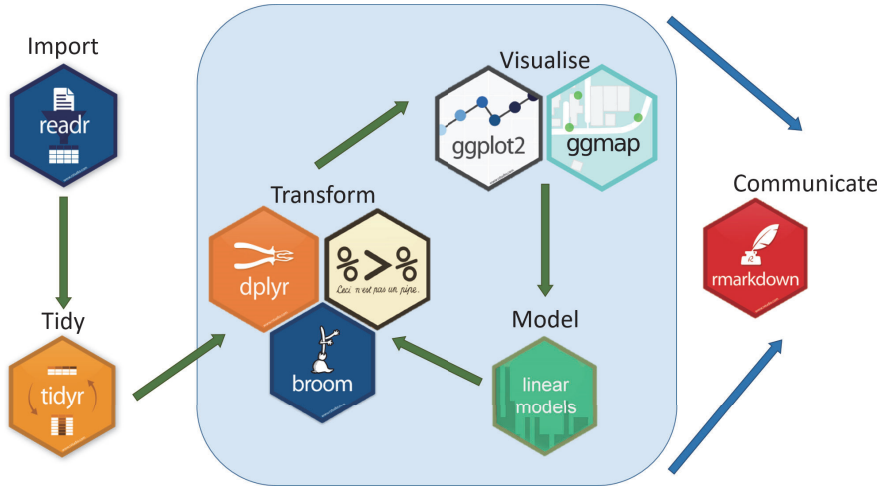 Import
readr
Tidy
tidyr
Transform
dplyr
%>%
Ceci n'est pas un pipe.
broom
Visualise
ggplot2
ggmap
Model
linear
models
Communicate
rmarkdown